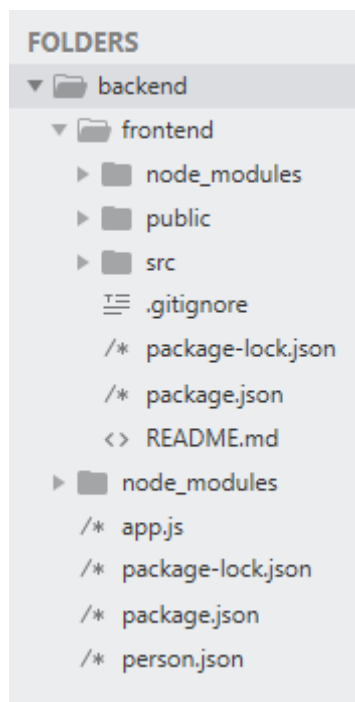 FOLDERS
backend
frontend
node_modules
public
src
.gitignore
/* package-lock.json
/* package.json
<> README.md
node_modules
/* app.js
/* package-lock.json
/* package.json
/* person.json